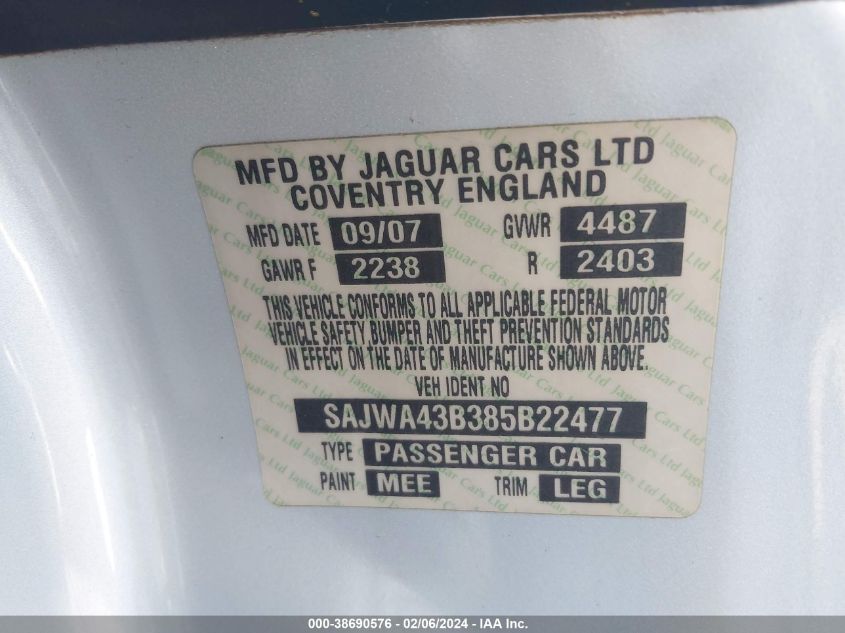 MFD BY JAGUAR CARS LTD
COVENTRY ENGLAND
MFD DATE 09/07 GVWR 4487
GAWR F 2238 R 2403
THIS VEHICLE CONFORMS TO ALL APPLICABLE FEDERAL MOTOR
VEHICLE SAFETY, BUMPER AND THEFT PREVENTION STANDARDS
IN EFFECT ON THE DATE OF MANUFACTURE SHOWN ABOVE.
VEH IDENT NO
SAJWA43B385B22477
TYPE PASSENGER CAR
PAINT MEE TRIM LEG
000-38690576 - 02/06/2024 - IAA Inc.